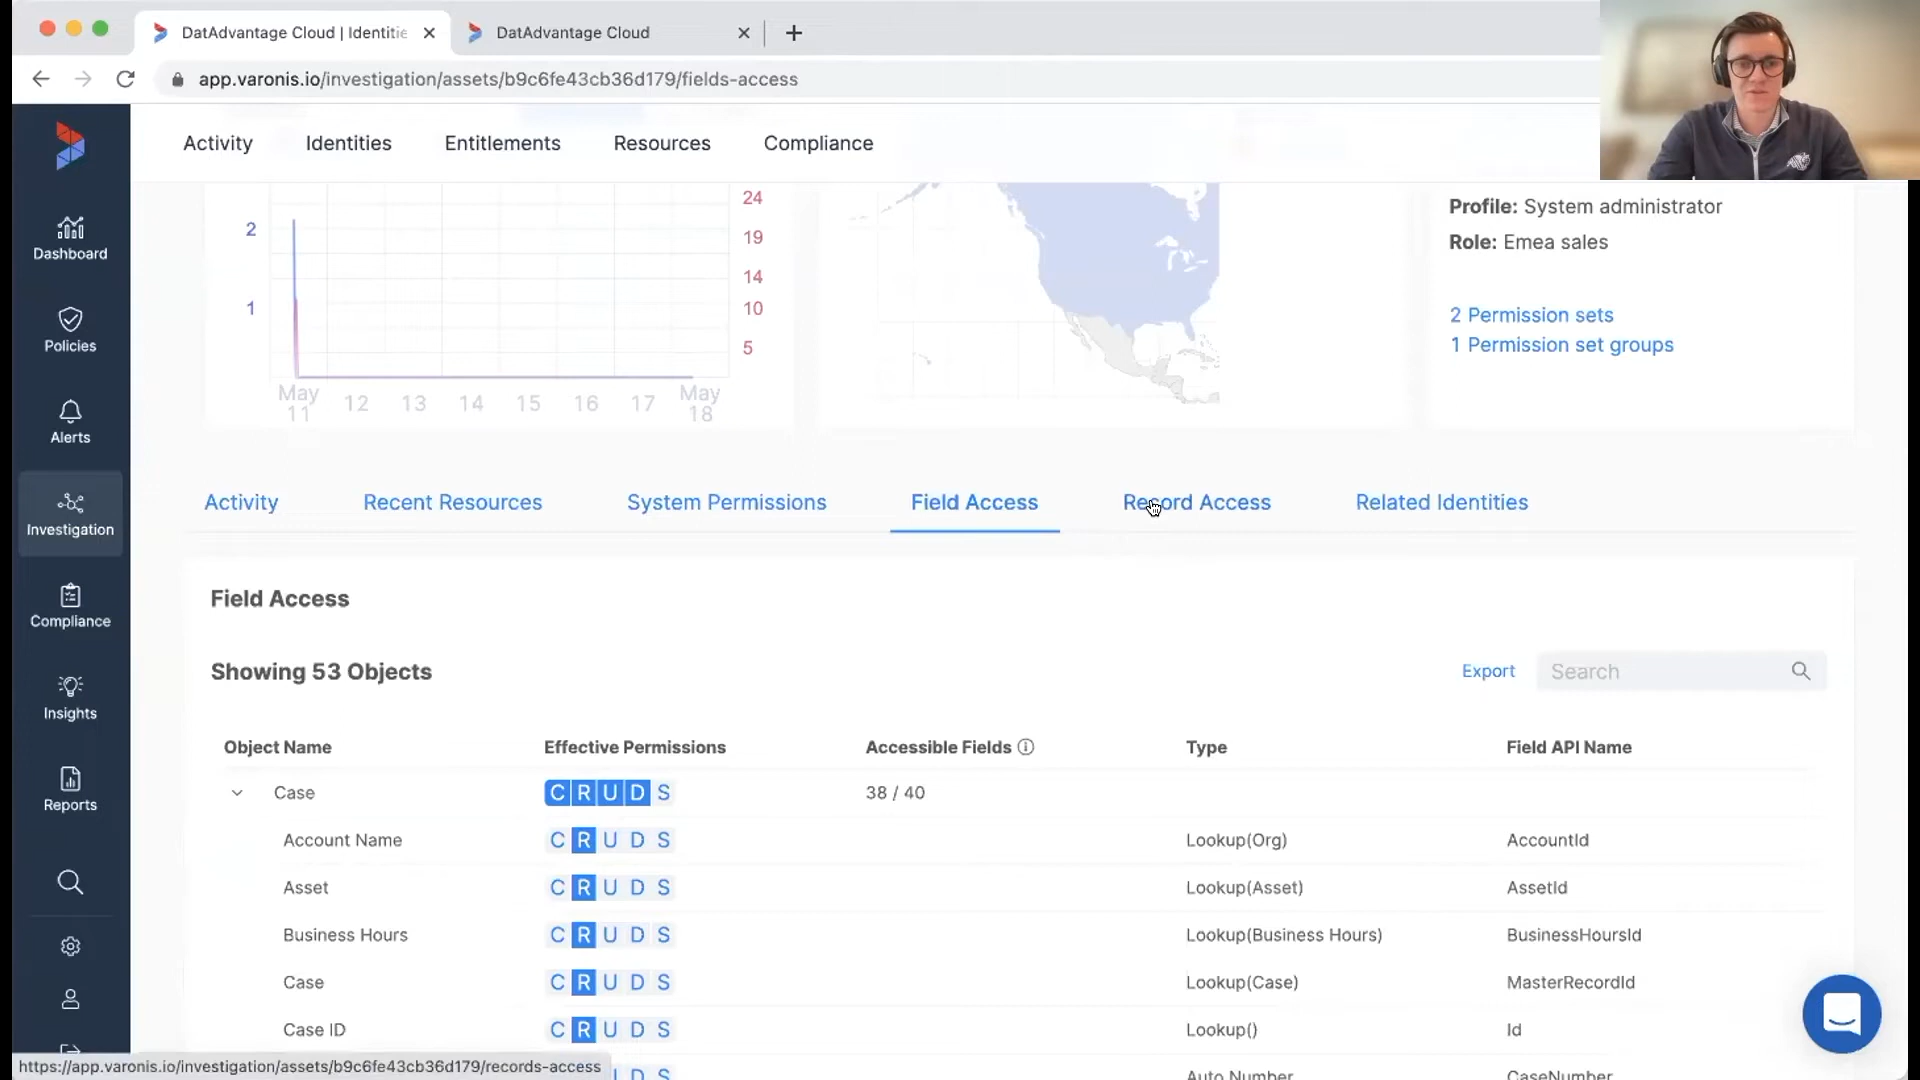 DatAdvantage Cloud | Identitie
DatAdvantage Cloud
app.varonis.io/investigation/assets/b9c6fe43cb36d179/fields-access
Activity Identities Entitlements Resources Compliance
Dashboard
Policies
Alerts
Investigation
Compliance
Insights
Reports
2
1
24
19
14
10
5
May 11 12 13 14 15 16 17 May 18
Profile: System administrator
Role: Emea sales
2 Permission sets
1 Permission set groups
Activity Recent Resources System Permissions Field Access Record Access Related Identities
Field Access
Showing 53 Objects
Export Search
Object Name Effective Permissions Accessible Fields Type Field API Name
Case C R U D S 38 / 40
Account Name C R U D S Lookup(Org) AccountId
Asset C R U D S Lookup(Asset) AssetId
Business Hours C R U D S Lookup(Business Hours) BusinessHoursId
Case C R U D S Lookup(Case) MasterRecordId
Case ID C R U D S Lookup() Id
D S Auto Number CaseNumber
https://app.varonis.io/investigation/assets/b9c6fe43cb36d179/records-access